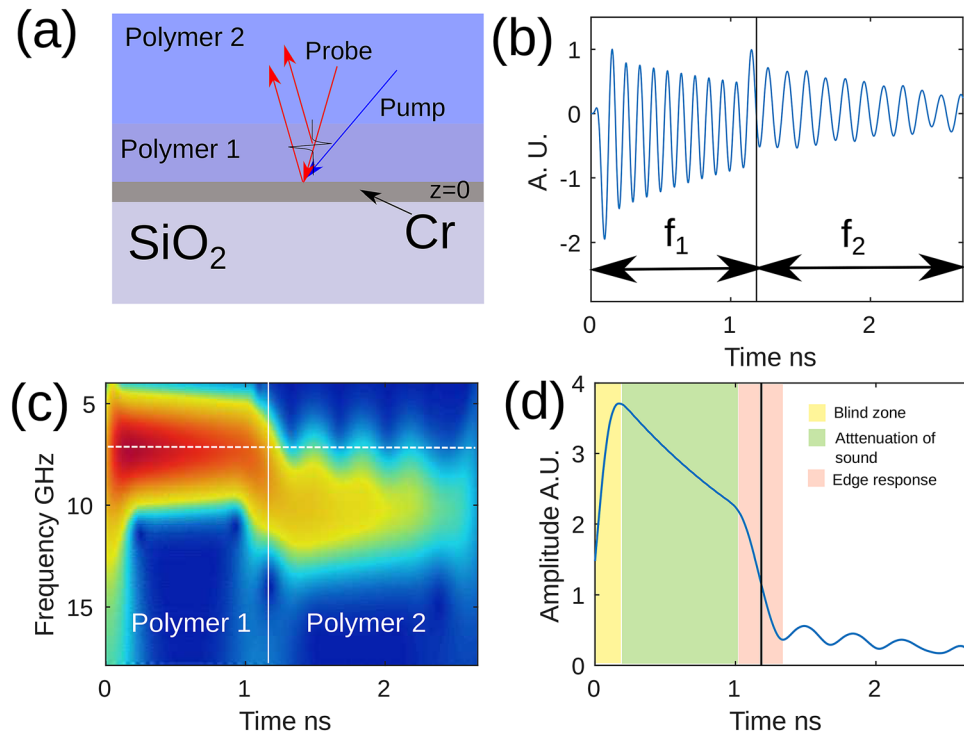 (a)
Polymer 2
Probe
Pump
Polymer 1
z=0
Cr
SiO2
(b)
1
0
-1
-2
A. U.
f1
f2
0
1
2
Time ns
(c)
5
10
15
Frequency GHz
Polymer 1
Polymer 2
0
1
2
Time ns
(d)
4
3
2
1
0
Amplitude A.U.
Blind zone
Atttenuation of
sound
Edge response
0
1
2
Time ns